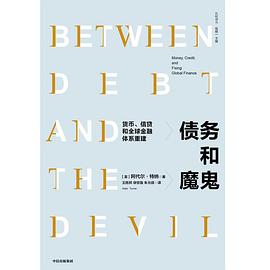 BETWEEN
Money, Credit,
and
Fixing
Global Finance
DEBT
货币、信贷
和全球金融
体系重建
AND
THE
DEVIL
债务
和
魔鬼
[英] 阿代尔·特纳 著
王胜邦 徐惊蛰 朱元倩 译
Adair Turner
中信出版集团